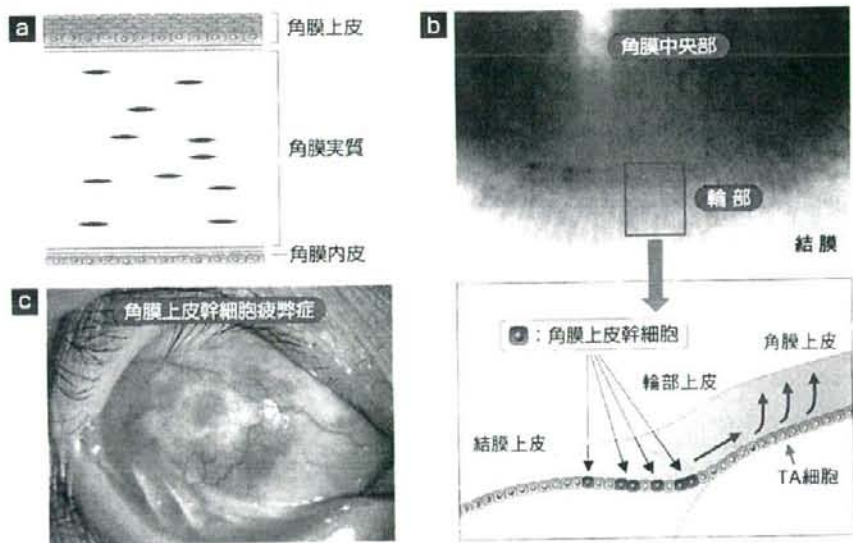 a
角膜上皮
角膜実質
角膜内皮
b
角膜中央部
輪部
結膜
c
角膜上皮幹細胞疲弊症
：角膜上皮幹細胞
角膜上皮
輪部上皮
結膜上皮
TA細胞